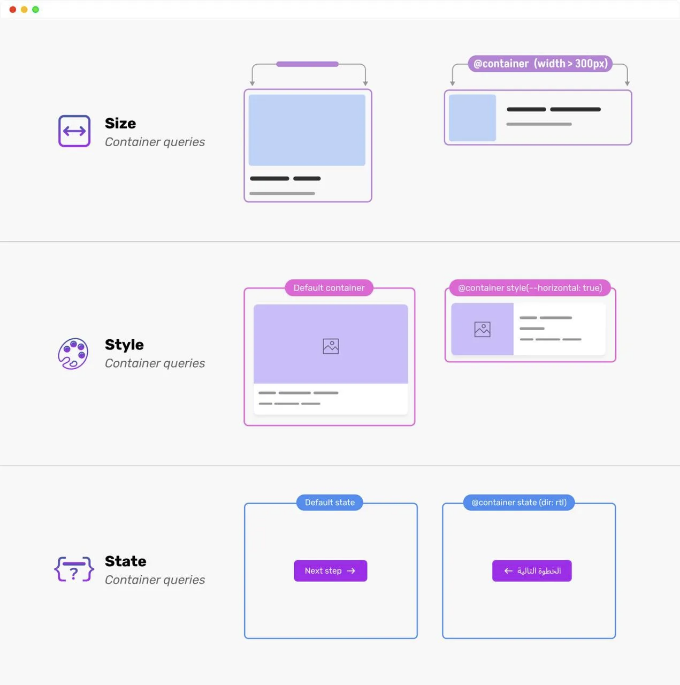 @container (width > 300px)
Size
Container queries
Default container
@container style(--horizontal: true)
Style
Container queries
Default state
@container state (dir: rtl)
Next step →
الخطوة التالية ←
State
Container queries